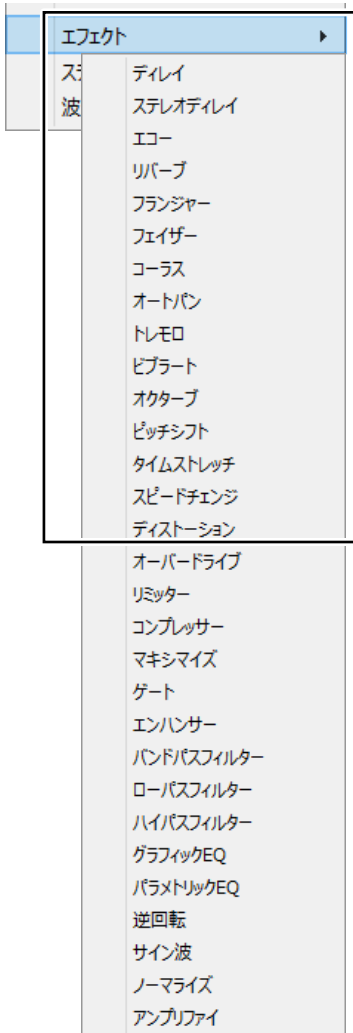 エフェクト
ス
波
ディレイ
ステレオディレイ
エコー
リバーブ
フランジャー
フェイザー
コーラス
オートパン
トレモロ
ビブラート
オクターブ
ピッチシフト
タイムストレッチ
スピードチェンジ
ディストーション
オーバードライブ
リミッター
コンプレッサー
マキシマイズ
ゲート
エンハンサー
バンドパスフィルター
ローパスフィルター
ハイパスフィルター
グラフィックEQ
パラメトリックEQ
逆回転
サイン波
ノーマライズ
アンプリファイ